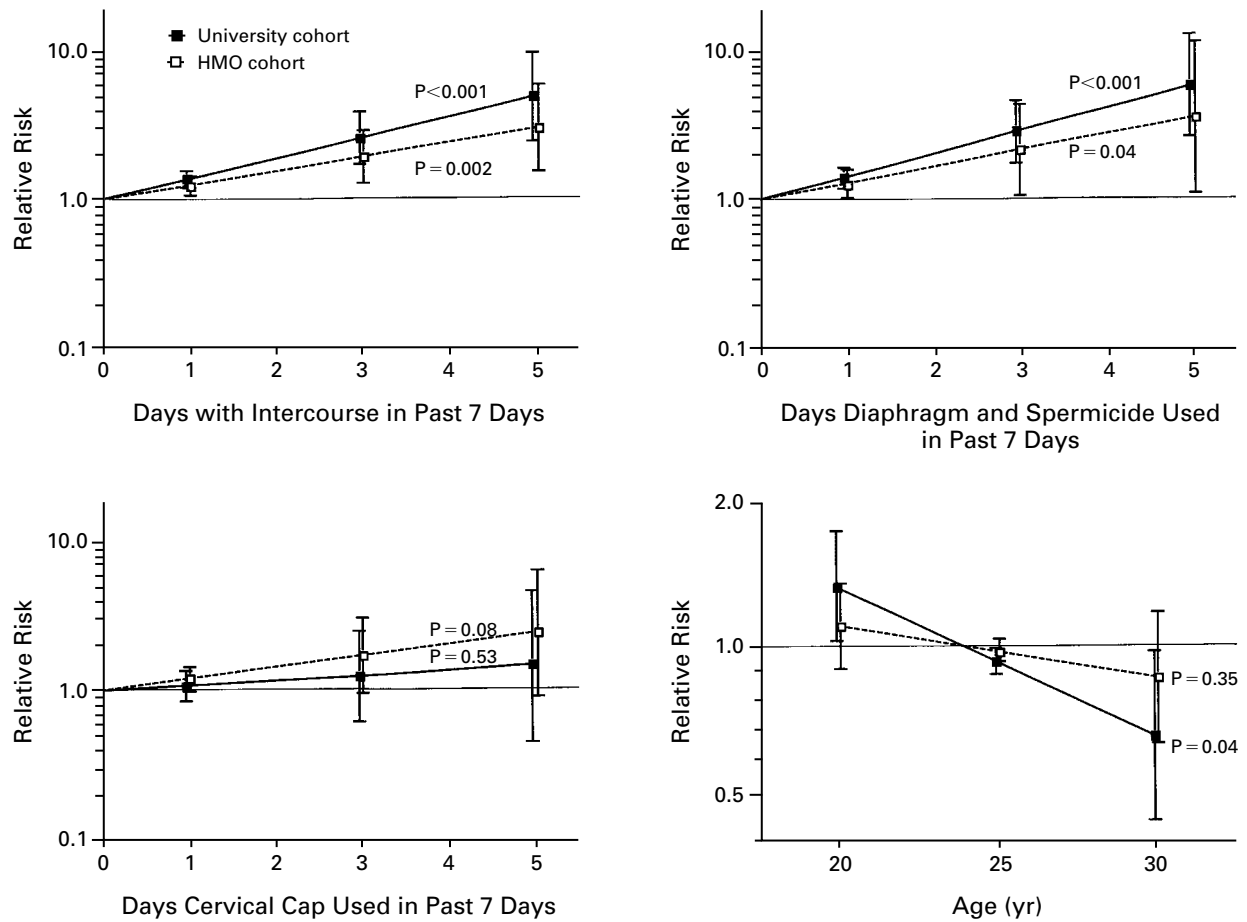 10.0
1.0
0.1
Relative Risk
University cohort
HMO cohort
P<0.001
P=0.002
0 1 2 3 4 5
Days with Intercourse in Past 7 Days
10.0
1.0
0.1
Relative Risk
P<0.001
P=0.04
0 1 2 3 4 5
Days Diaphragm and Spermicide Used
in Past 7 Days
10.0
1.0
0.1
Relative Risk
P=0.08
P=0.53
0 1 2 3 4 5
Days Cervical Cap Used in Past 7 Days
2.0
1.0
0.5
Relative Risk
P=0.35
P=0.04
20 25 30
Age (yr)